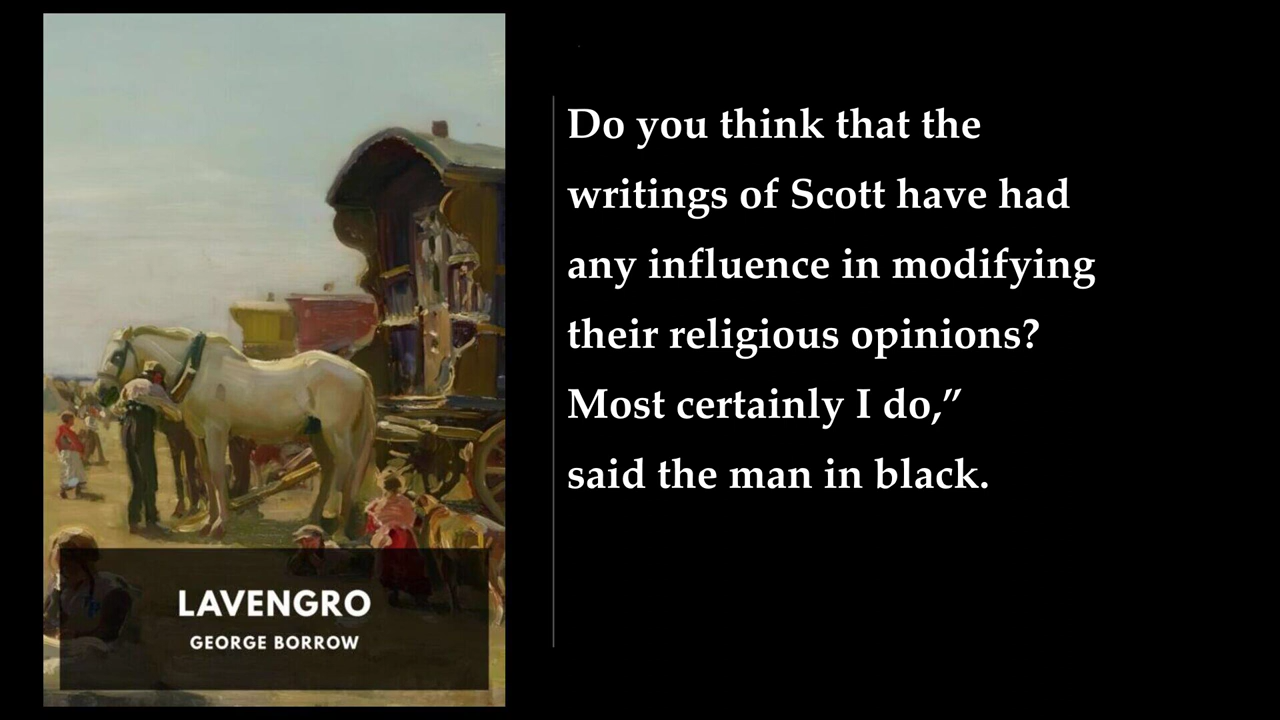 LAVENGRO
GEORGE BORROW
Do you think that the
writings of Scott have had
any influence in modifying
their religious opinions?
Most certainly I do,”
said the man in black.